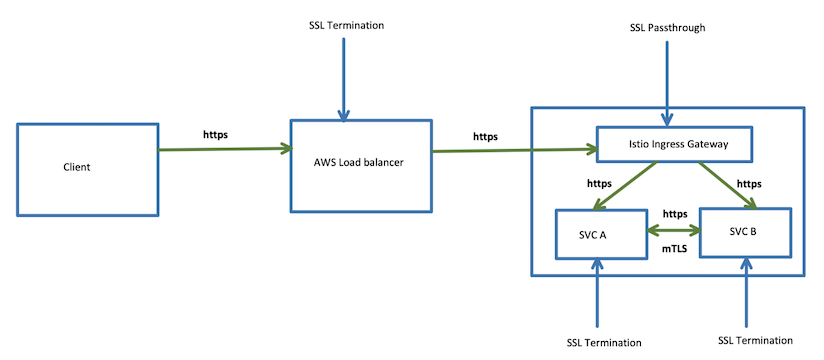 SSL Termination
SSL Passthrough
Client
https
AWS Load balancer
https
Istio Ingress Gateway
https
https
SVC A
https
mTLS
SVC B
SSL Termination
SSL Termination